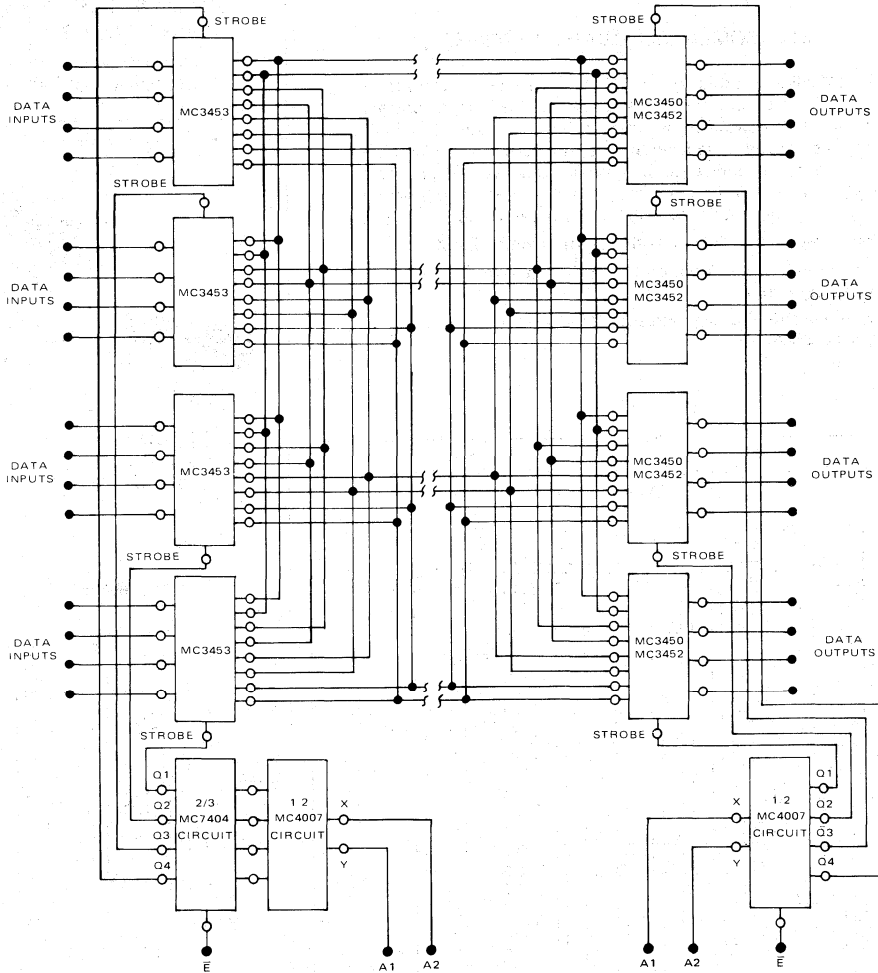 STROBE
STROBE
MC3453
MC3450
MC3452
DATA
INPUTS
DATA
OUTPUTS
STROBE
STROBE
MC3453
MC3450
MC3452
DATA
INPUTS
DATA
OUTPUTS
MC3453
MC3450
MC3452
DATA
INPUTS
DATA
OUTPUTS
STROBE
STROBE
MC3453
MC3450
MC3452
DATA
INPUTS
DATA
OUTPUTS
STROBE
STROBE
Q1
Q2
Q3
Q4
2/3
MC7404
CIRCUIT
1 2
MC4007
CIRCUIT
X
Y
X
Y
1 2
MC4007
CIRCUIT
Q1
Q2
Q̄3
Q4
E̅
A1
A2
A1
A2
E̅